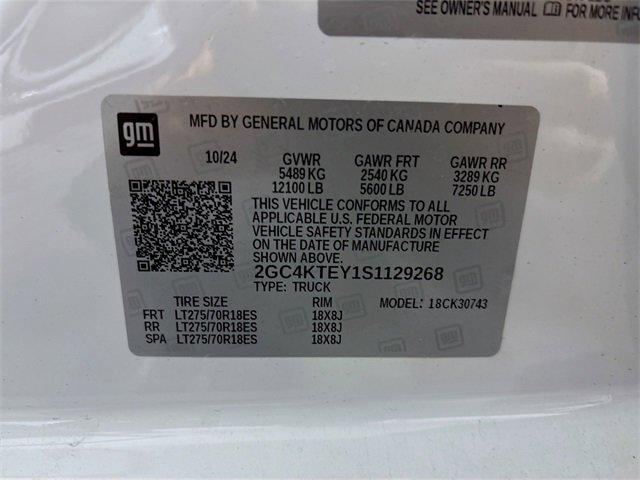 SEE OWNER'S MANUAL FOR MORE INFO
gm
MFD BY GENERAL MOTORS OF CANADA COMPANY
10/24 GVWR GAWR FRT GAWR RR
5489 KG 2540 KG 3289 KG
12100 LB 5600 LB 7250 LB
THIS VEHICLE CONFORMS TO ALL
APPLICABLE U.S. FEDERAL MOTOR
VEHICLE SAFETY STANDARDS IN EFFECT
ON THE DATE OF MANUFACTURE
SHOWN ABOVE.
2GC4KTEY1S1129268
TYPE: TRUCK
TIRE SIZE RIM MODEL: 18CK30743
FRT LT275/70R18ES 18X8J
RR LT275/70R18ES 18X8J
SPA LT275/70R18ES 18X8J